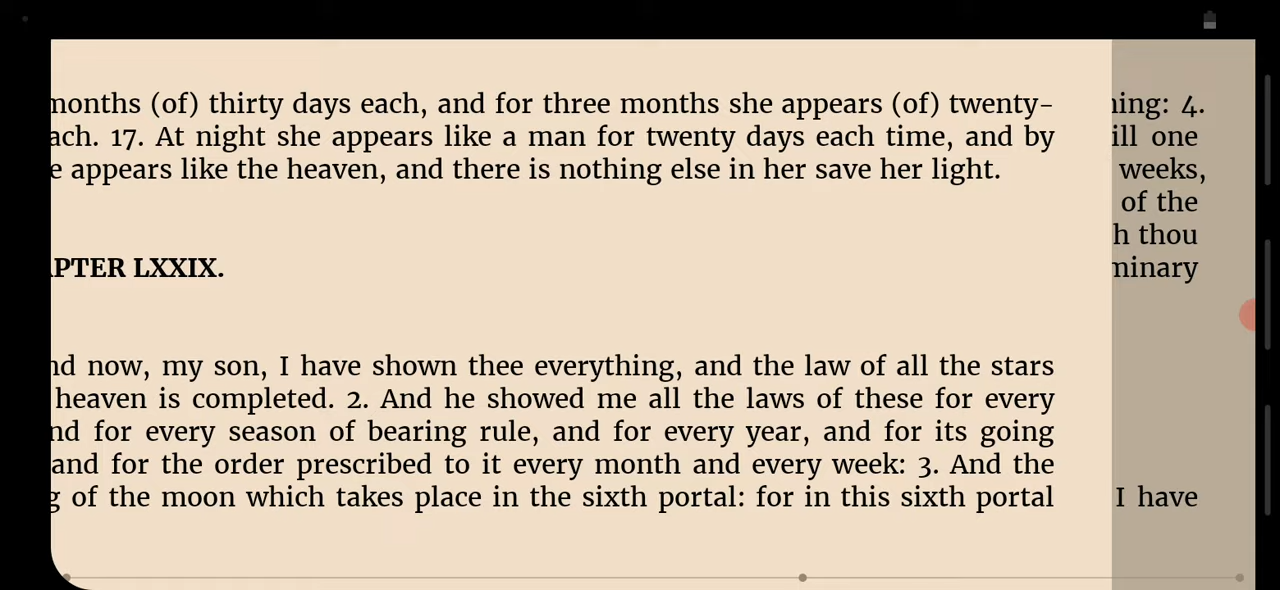 months (of) thirty days each, and for three months she appears (of) twenty-
ach. 17. At night she appears like a man for twenty days each time, and by
e appears like the heaven, and there is nothing else in her save her light.
APTER LXXIX.
nd now, my son, I have shown thee everything, and the law of all the stars
heaven is completed. 2. And he showed me all the laws of these for every
nd for every season of bearing rule, and for every year, and for its going
and for the order prescribed to it every month and every week: 3. And the
g of the moon which takes place in the sixth portal: for in this sixth portal
ning: 4.
ill one
weeks,
of the
h thou
minary
I have